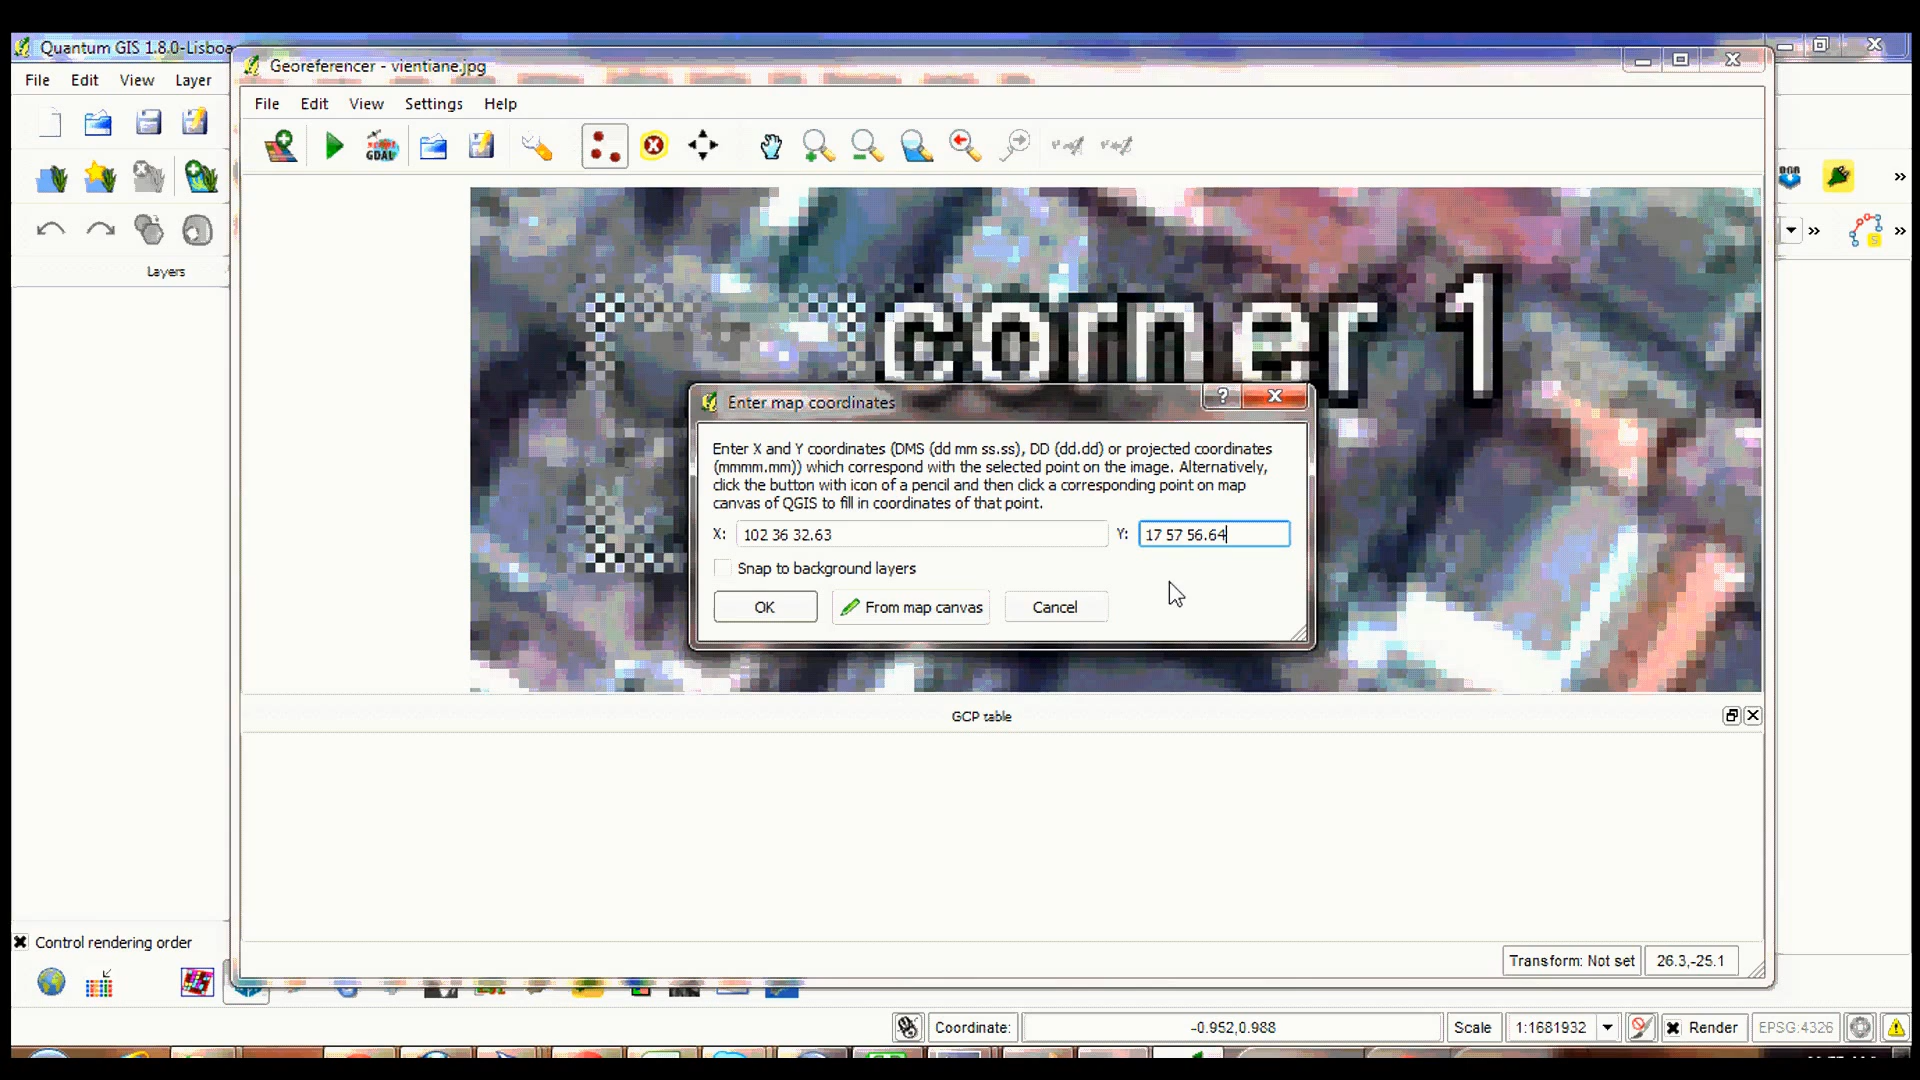 Quantum GIS 1.8.0-Lisboa
Georeferencer - vientiane.jpg
File Edit View Layer
File Edit View Settings Help
GDAL
Layers
corner 1
Enter map coordinates
Enter X and Y coordinates (DMS (dd mm ss.ss), DD (dd.dd) or projected coordinates
(mmmm.mm)) which correspond with the selected point on the image. Alternatively,
click the button with icon of a pencil and then click a corresponding point on map
canvas of QGIS to fill in coordinates of that point.
X: 102 36 32.63 Y: 17 57 56.64
Snap to background layers
OK From map canvas Cancel
GCP table
Control rendering order
Transform: Not set 26.3,-25.1
Coordinate: -0.952,0.988 Scale 1:1681932 Render EPSG:4326